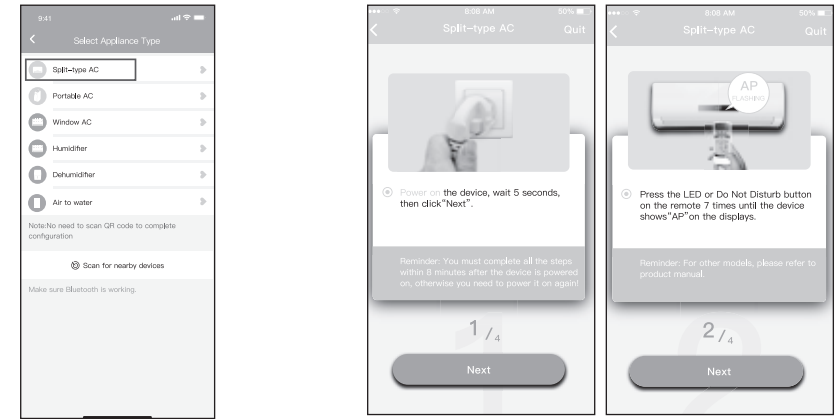 9:41
Select Appliance Type
Split-type AC
Portable AC
Window AC
Humidifier
Dehumidifier
Air to water
Note:No need to scan QR code to complete
configuration
Scan for nearby devices
Make sure Bluetooth is working.
8:08 AM
50%
Split-type AC
Quit
Power on the device, wait 5 seconds,
then click"Next".
Reminder: You must complete all the steps
within 8 minutes after the device is powered
on, otherwise you need to power it on again!
1/4
Next
8:08 AM
50%
Split-type AC
Quit
AP
FLASHING
Press the LED or Do Not Disturb button
on the remote 7 times until the device
shows"AP"on the displays.
Reminder: For other models, please refer to
product manual.
2/4
Next